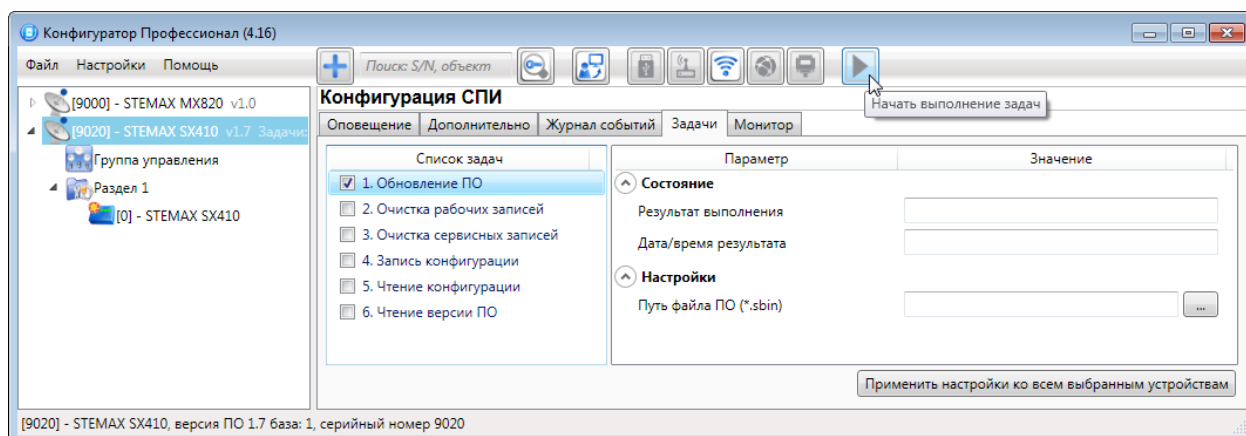 Конфигуратор Профессионал (4.16)
Файл Настройки Помощь
Поиск: S/N, объект
[9000] - STEMAX MX820 v1.0
[9020] - STEMAX SX410 v1.7 Задачи:
Группа управления
Раздел 1
[0] - STEMAX SX410
Начать выполнение задач
Конфигурация СПИ
Оповещение Дополнительно Журнал событий Задачи Монитор
Список задач
1. Обновление ПО
2. Очистка рабочих записей
3. Очистка сервисных записей
4. Запись конфигурации
5. Чтение конфигурации
6. Чтение версии ПО
Параметр Значение
Состояние
Результат выполнения
Дата/время результата
Настройки
Путь файла ПО (*.sbin)
...
Применить настройки ко всем выбранным устройствам
[9020] - STEMAX SX410, версия ПО 1.7 база: 1, серийный номер 9020